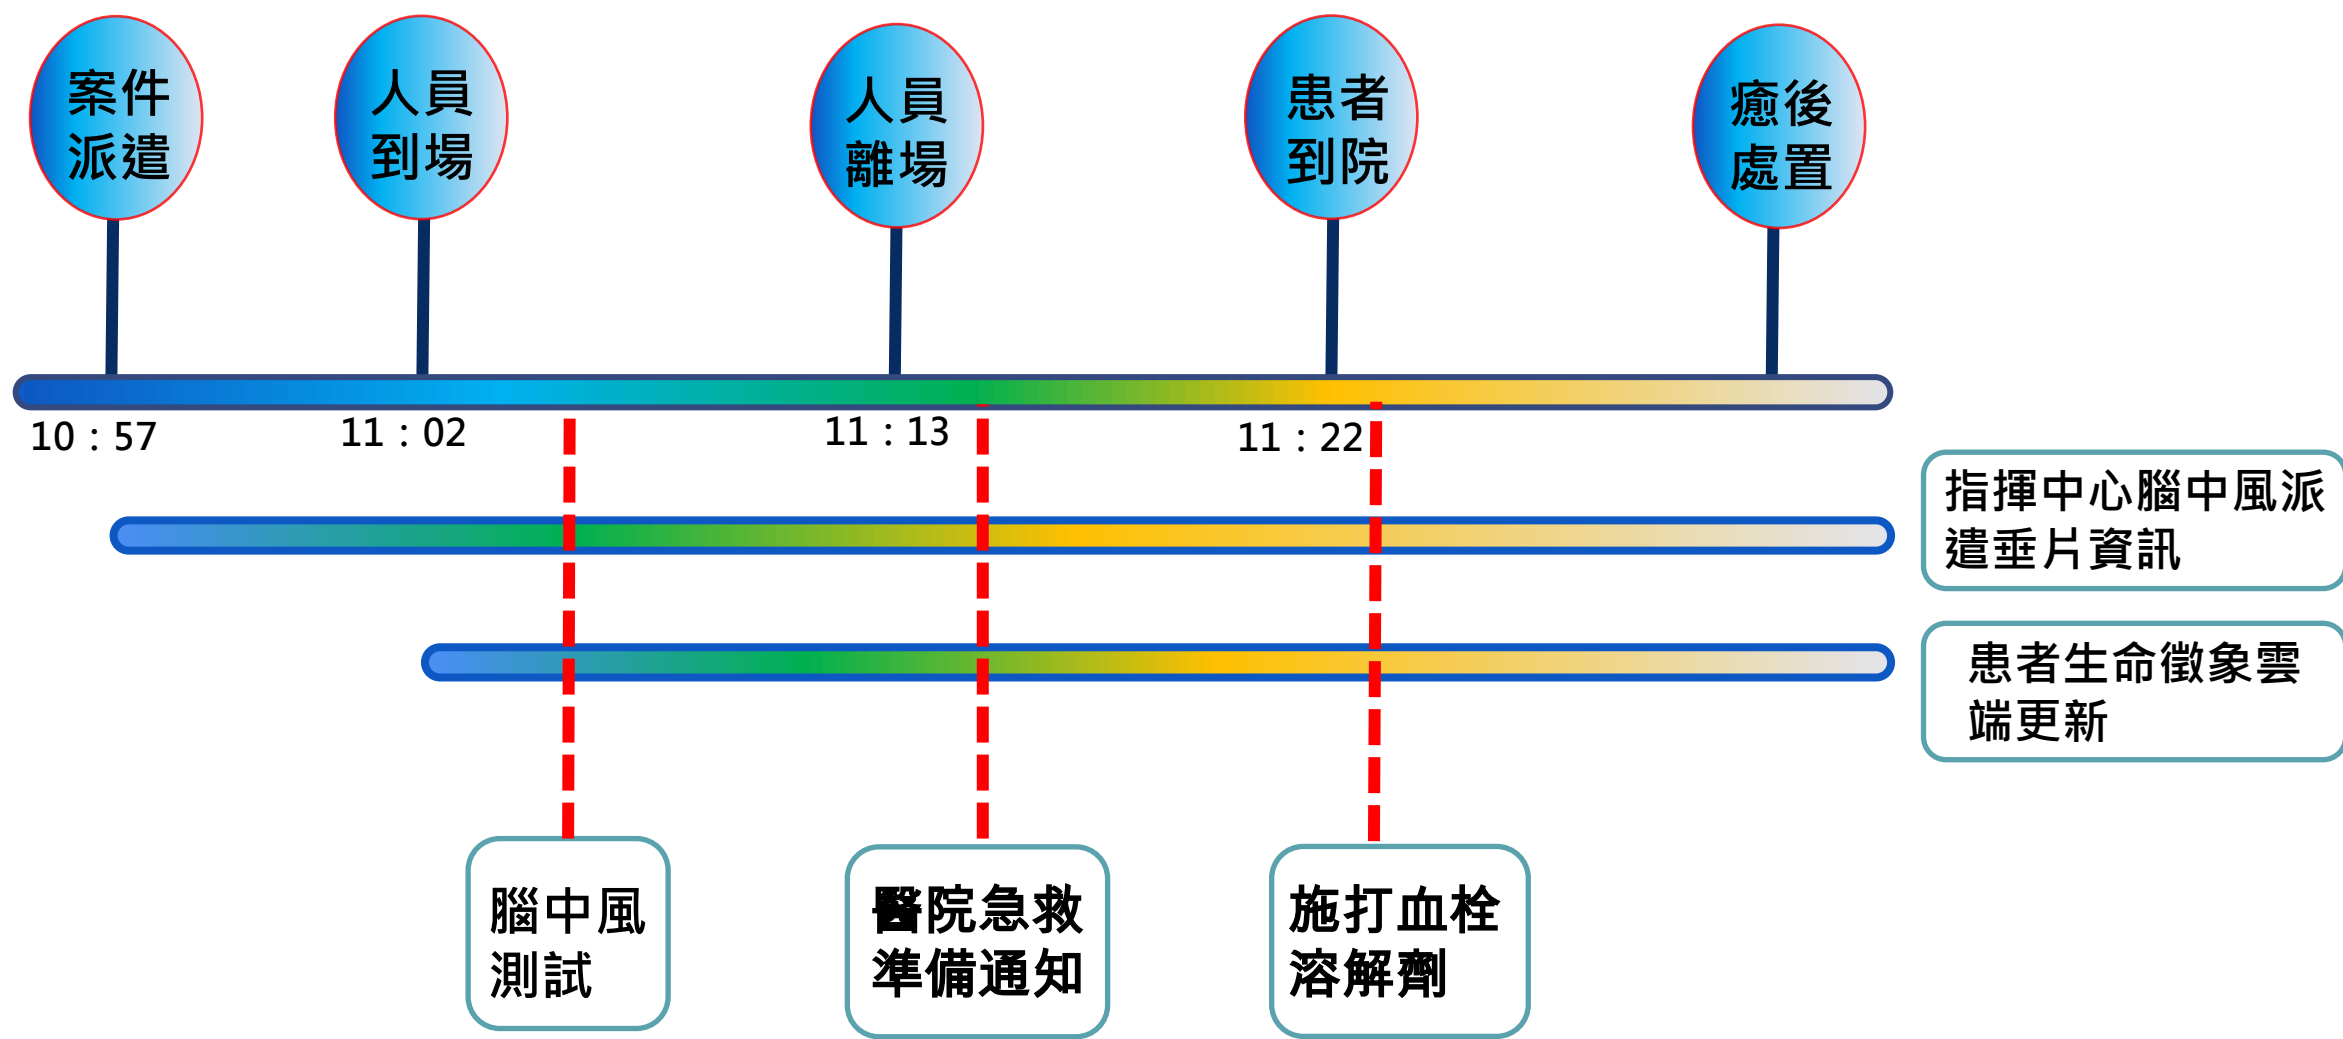 案件
派遣
人員
到場
人員
離場
患者
到院
癒後
處置
10：57
11：02
11：13
11：22
指揮中心腦中風派
遣垂片資訊
患者生命徵象雲
端更新
腦中風
測試
醫院急救
準備通知
施打血栓
溶解劑